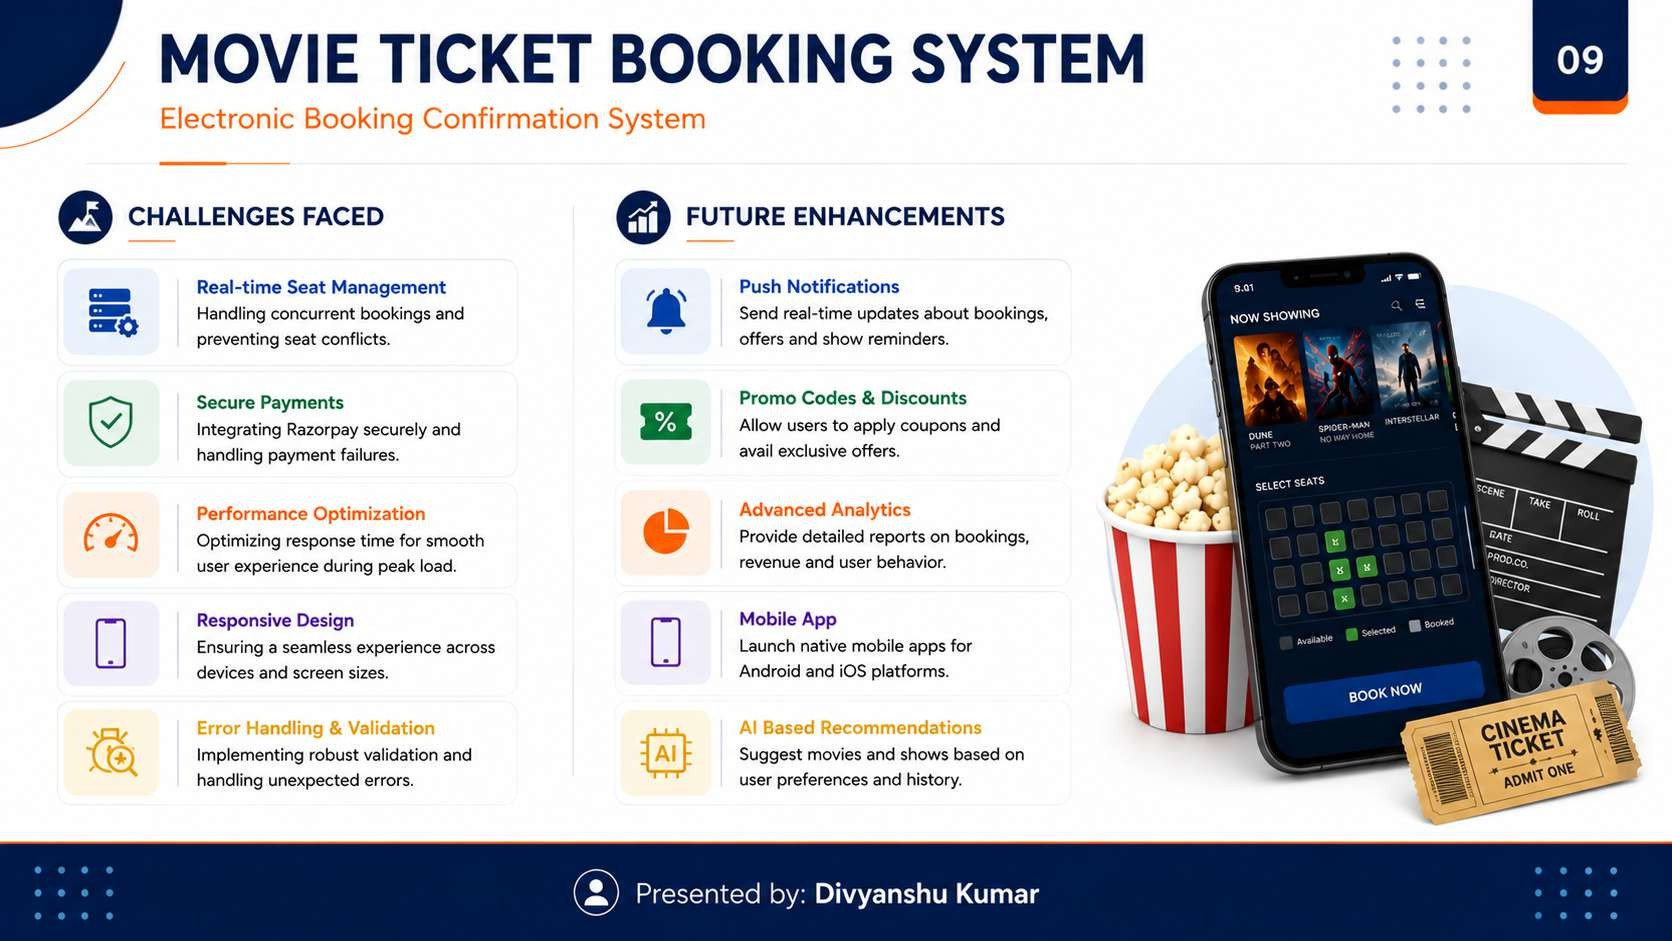 MOVIE TICKET BOOKING SYSTEM
Electronic Booking Confirmation System
09
CHALLENGES FACED
Real-time Seat Management
Handling concurrent bookings and
preventing seat conflicts.
Secure Payments
Integrating Razorpay securely and
handling payment failures.
Performance Optimization
Optimizing response time for smooth
user experience during peak load.
Responsive Design
Ensuring a seamless experience across
devices and screen sizes.
Error Handling & Validation
Implementing robust validation and
handling unexpected errors.
FUTURE ENHANCEMENTS
Push Notifications
Send real-time updates about bookings,
offers and show reminders.
%
Promo Codes & Discounts
Allow users to apply coupons and
avail exclusive offers.
Advanced Analytics
Provide detailed reports on bookings,
revenue and user behavior.
Mobile App
Launch native mobile apps for
Android and iOS platforms.
AI
AI Based Recommendations
Suggest movies and shows based on
user preferences and history.
9.01
NOW SHOWING
DUNE
PART TWO
SPIDER-MAN
NO WAY HOME
INTERSTELLAR
SELECT SEATS
Available
Selected
Booked
BOOK NOW
SCENE
TAKE
ROLL
PROD.CO.
DIRECTOR
CINEMA
TICKET
ADMIT ONE
Presented by: Divyanshu Kumar